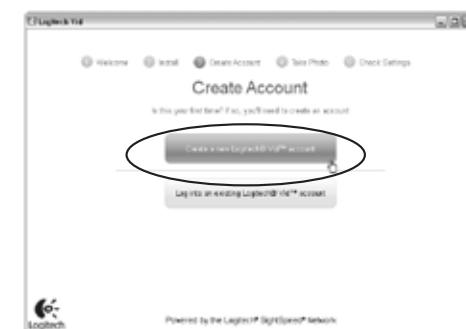 Logitech Vid
Welcome Install Create Account Take Photo Check Settings
Create Account
Is this your first time? If so, you'll need to create an account
Create a new Logitech® Vid™ account
Log into an existing Logitech® Vid™ account
Logitech
Powered by the Logitech® SightSpeed® Network